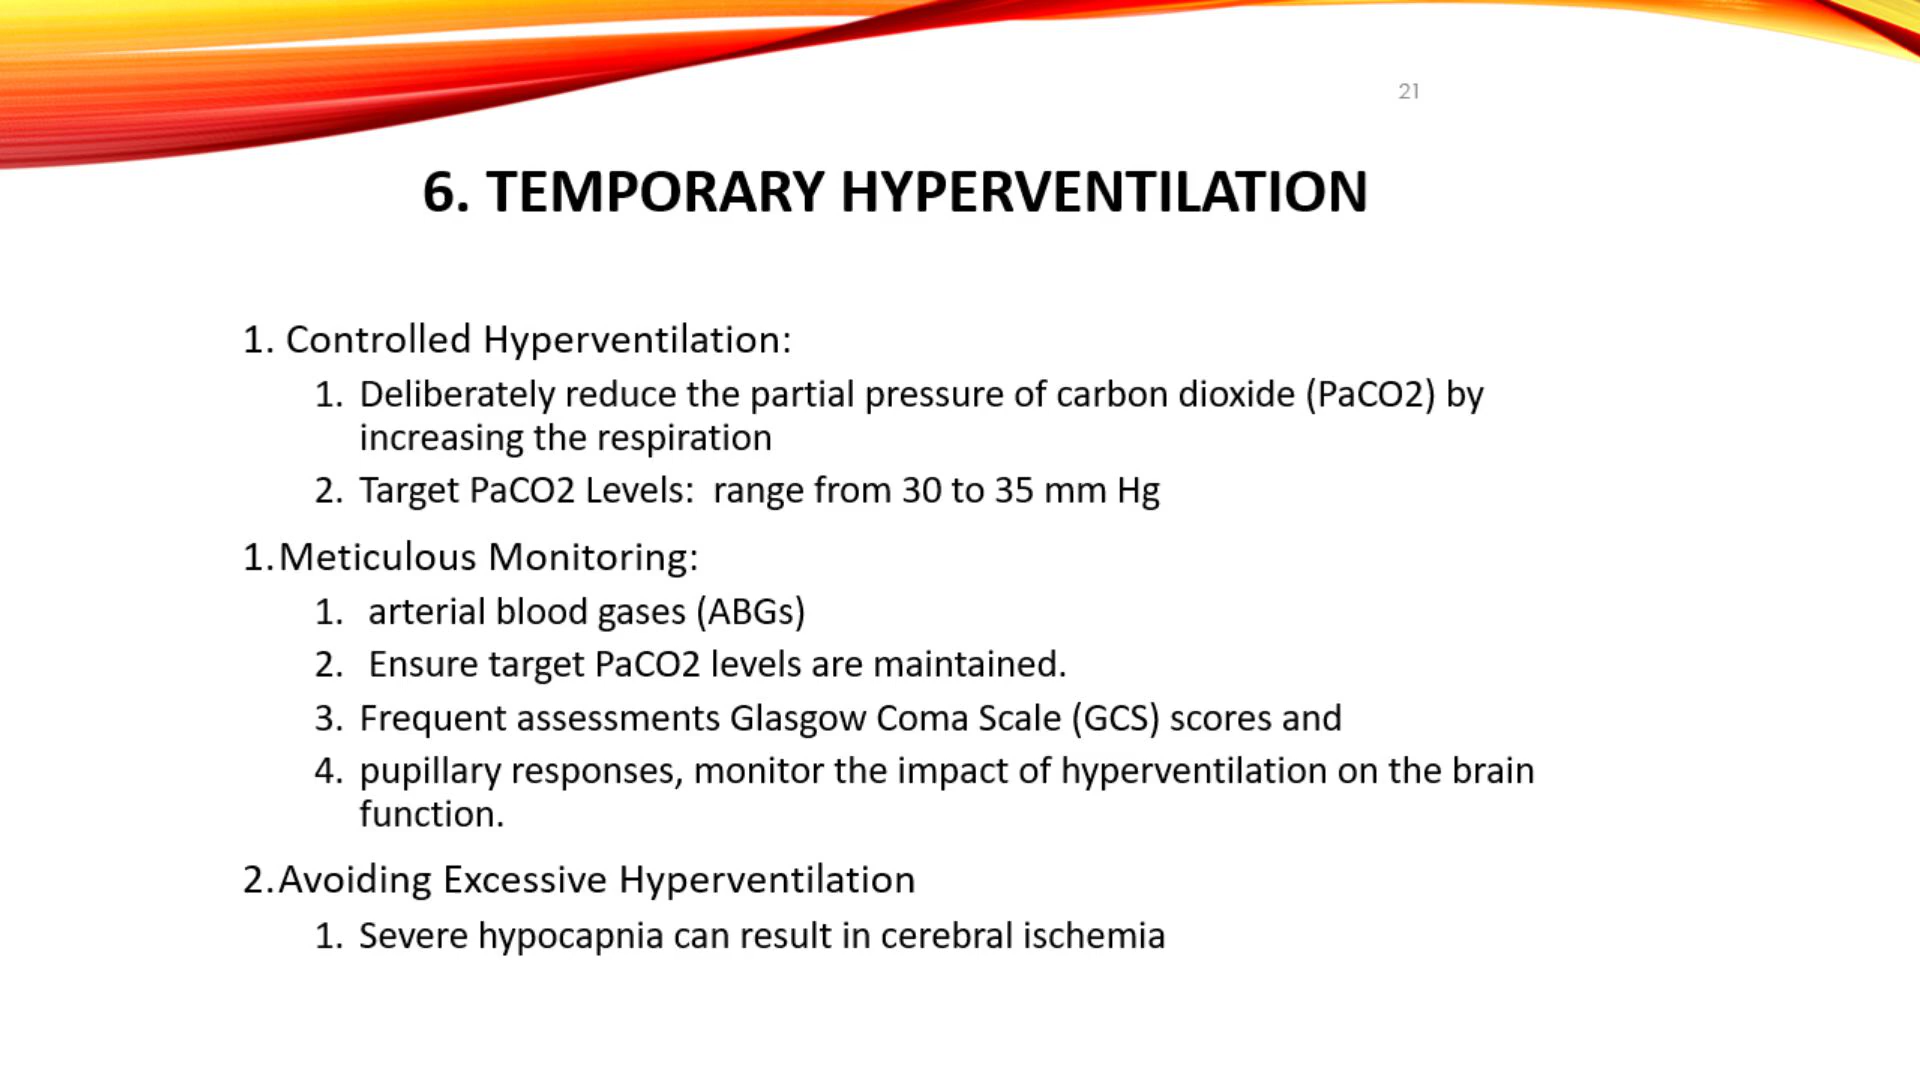 21
6. TEMPORARY HYPERVENTILATION
1. Controlled Hyperventilation:
1. Deliberately reduce the partial pressure of carbon dioxide (PaCO2) by
increasing the respiration
2. Target PaCO2 Levels:  range from 30 to 35 mm Hg
1.Meticulous Monitoring:
1.  arterial blood gases (ABGs)
2.  Ensure target PaCO2 levels are maintained.
3. Frequent assessments Glasgow Coma Scale (GCS) scores and
4. pupillary responses, monitor the impact of hyperventilation on the brain
function.
2.Avoiding Excessive Hyperventilation
1. Severe hypocapnia can result in cerebral ischemia